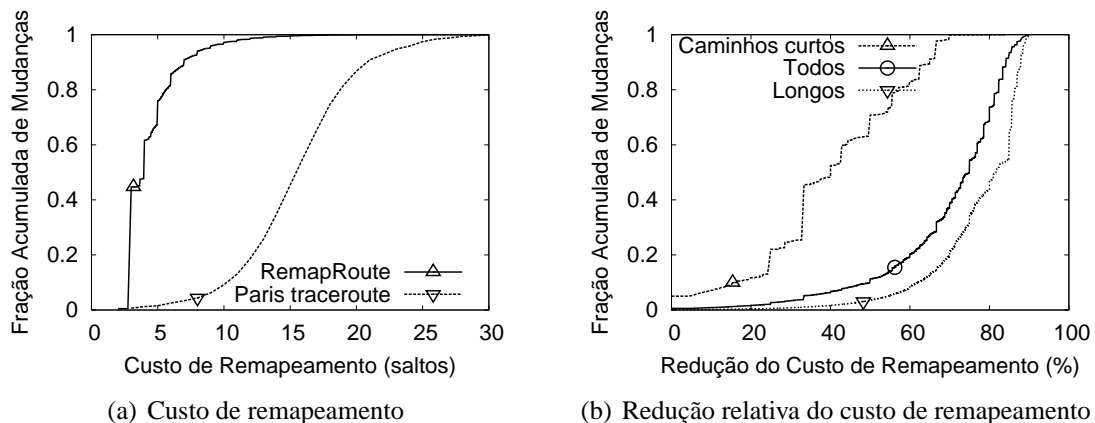 Fração Acumulada de Mudanças
1
0.8
0.6
0.4
0.2
0
RemapRoute
Paris traceroute
0 5 10 15 20 25 30
Custo de Remapeamento (saltos)
(a) Custo de remapeamento
Fração Acumulada de Mudanças
1
0.8
0.6
0.4
0.2
0
Caminhos curtos
Todos
Longos
0 20 40 60 80 100
Redução do Custo de Remapeamento (%)
(b) Redução relativa do custo de remapeamento